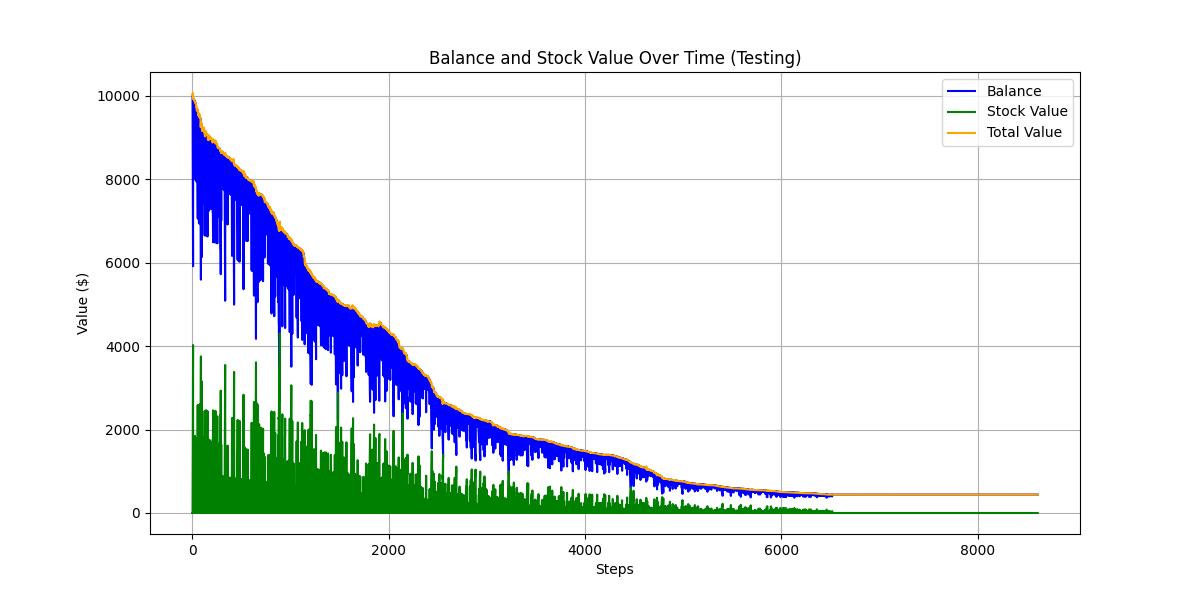 Balance and Stock Value Over Time (Testing)
Balance
Stock Value
Total Value
Value ($)
10000
8000
6000
4000
2000
0
0 2000 4000 6000 8000
Steps